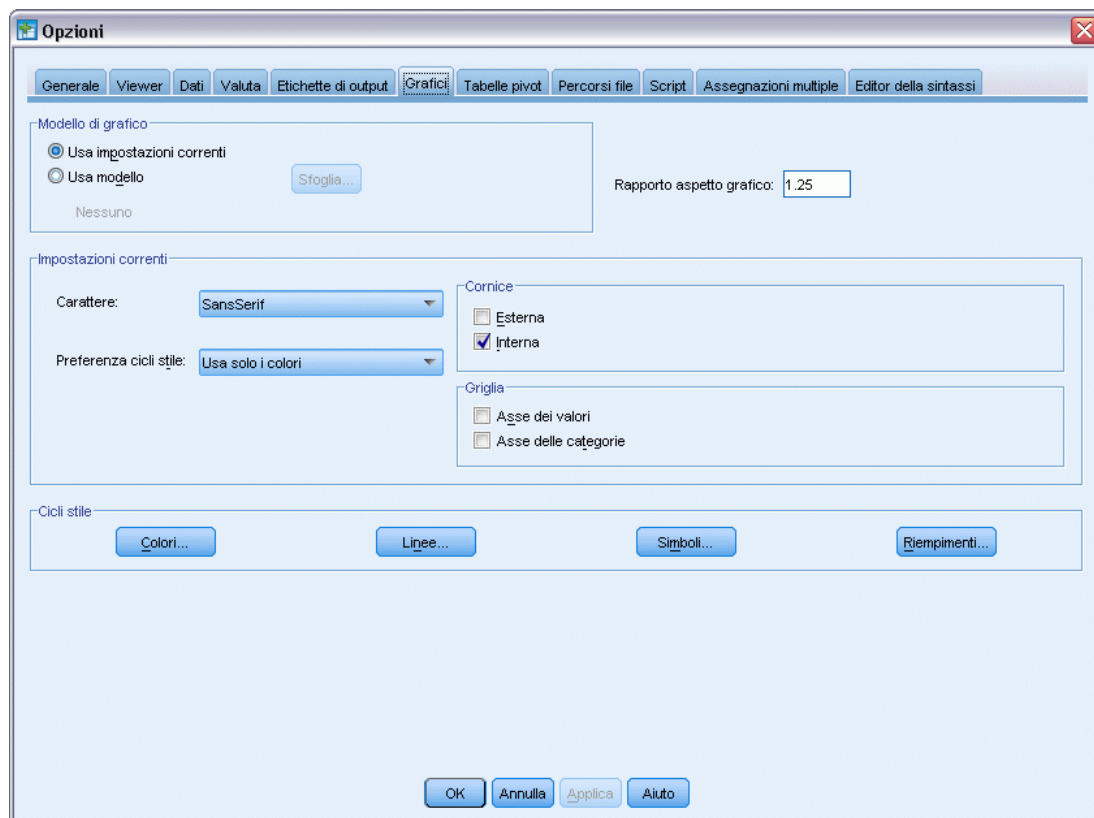 Opzioni
Generale Viewer Dati Valuta Etichette di output Grafici Tabelle pivot Percorsi file Script Assegnazioni multiple Editor della sintassi
Modello di grafico
Usa impostazioni correnti
Usa modello Sfoglia...
Nessuno
Rapporto aspetto grafico: 1.25
Impostazioni correnti
Carattere: SansSerif
Preferenza cicli stile: Usa solo i colori
Cornice
Esterna
Interna
Griglia
Asse dei valori
Asse delle categorie
Cicli stile
Colori... Linee... Simboli... Riempimenti...
OK Annulla Applica Aiuto